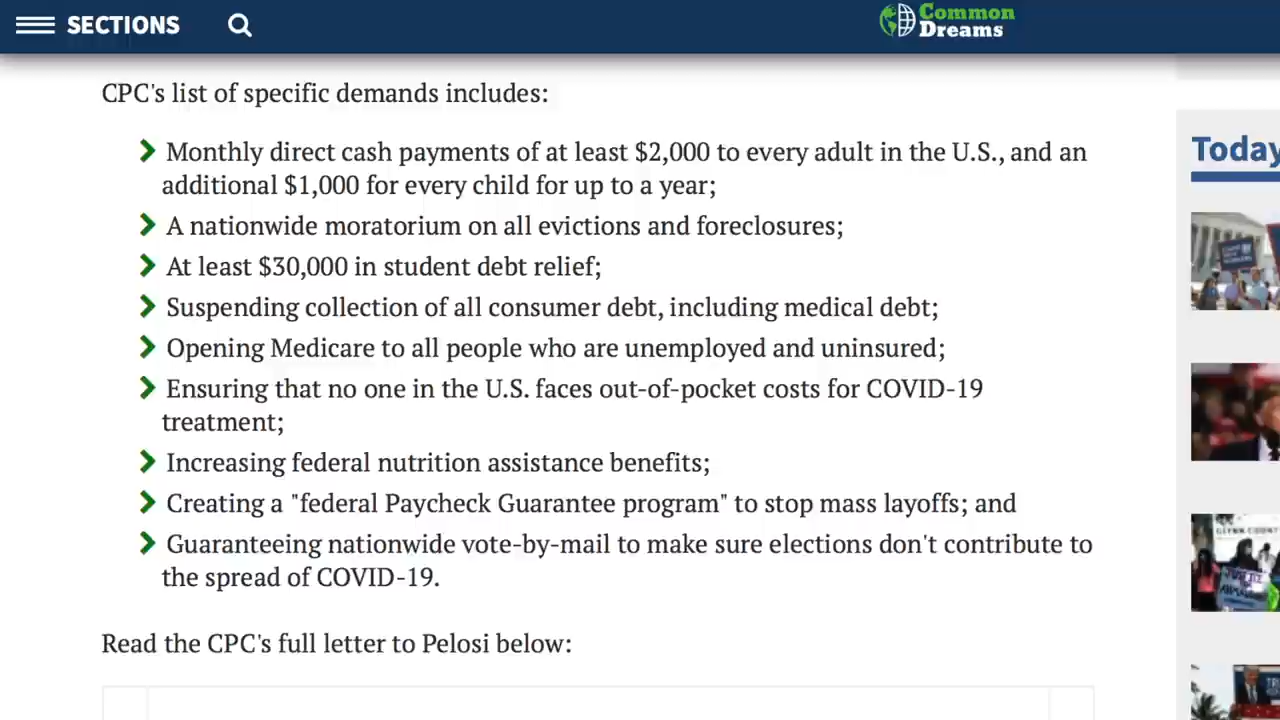 SECTIONS
Common
Dreams
CPC's list of specific demands includes:
Monthly direct cash payments of at least $2,000 to every adult in the U.S., and an
additional $1,000 for every child for up to a year;
A nationwide moratorium on all evictions and foreclosures;
At least $30,000 in student debt relief;
Suspending collection of all consumer debt, including medical debt;
Opening Medicare to all people who are unemployed and uninsured;
Ensuring that no one in the U.S. faces out-of-pocket costs for COVID-19
treatment;
Increasing federal nutrition assistance benefits;
Creating a "federal Paycheck Guarantee program" to stop mass layoffs; and
Guaranteeing nationwide vote-by-mail to make sure elections don't contribute to
the spread of COVID-19.
Read the CPC's full letter to Pelosi below:
Today